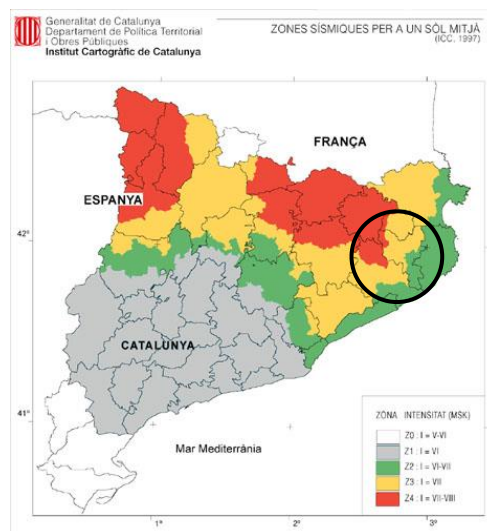 Generalitat de Catalunya
Departament de Política Territorial
i Obres Públiques
Institut Cartogràfic de Catalunya
ZONES SÍSMIQUES PER A UN SÒL MITJÀ
(ICC, 1997)
FRANÇA
ESPANYA
42°
CATALUNYA
41°
Mar Mediterrània
ZONA INTENSITAT (MSK)
Z0 : I = V-VI
Z1 : I = VI
Z2 : I = VI-VII
Z3 : I = VII
Z4 : I = VII-VIII
1° 2° 3°